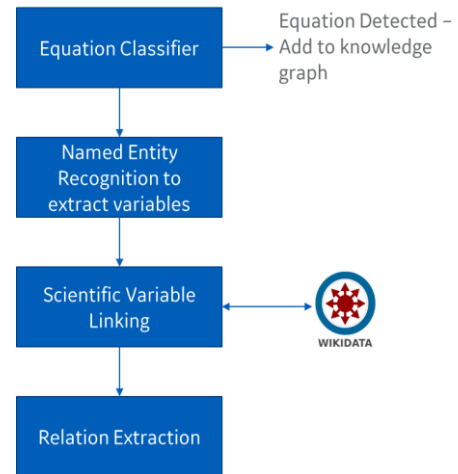 Equation Classifier
Equation Detected –
Add to knowledge
graph
Named Entity
Recognition to
extract variables
Scientific Variable
Linking
WIKIDATA
Relation Extraction